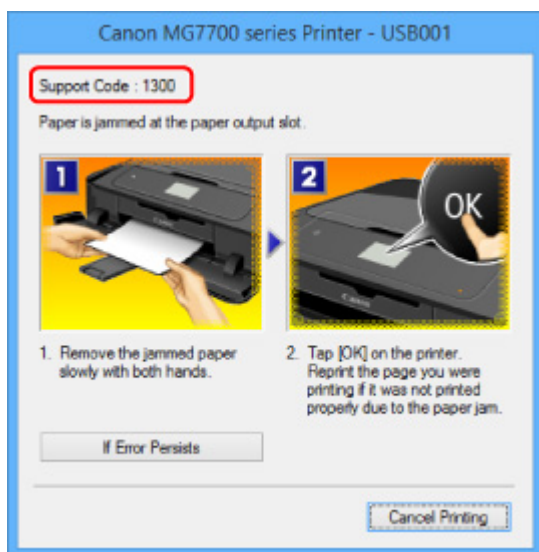 Canon MG7700 series Printer - USB001
Support Code : 1300
Paper is jammed at the paper output slot.
1
2
OK
Canon
Canon
1. Remove the jammed paper
slowly with both hands.
2. Tap [OK] on the printer.
Reprint the page you were
printing if it was not printed
properly due to the paper jam.
If Error Persists
Cancel Printing